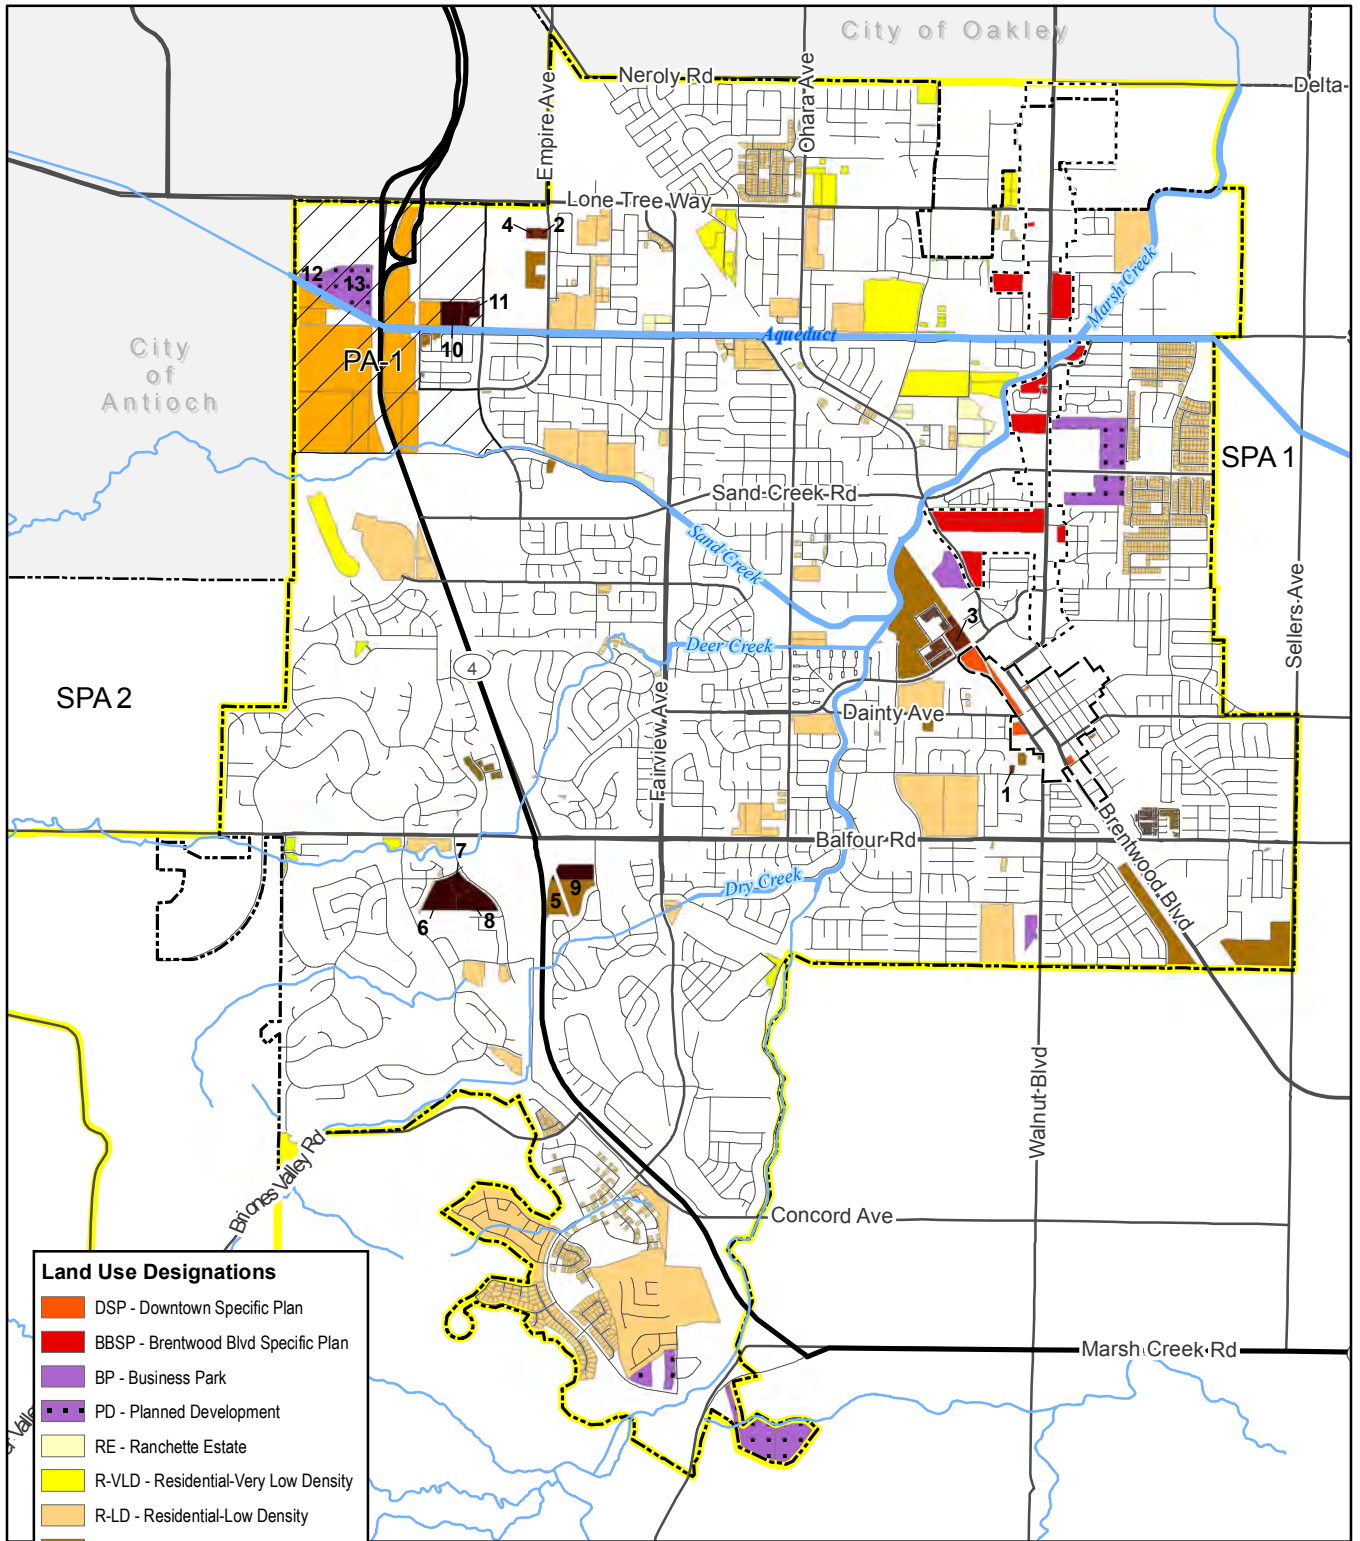 City of Oakley
Neroly Rd
Delta
Empire Ave
Ohara Ave
Lone Tree Way
4
2
Marsh Creek
12
13
11
Aqueduct
10
PA-1
City
of
Antioch
SPA 1
Sand Creek Rd
Sand Creek
3
Deer Creek
4
Sellers Ave
SPA 2
Dainty Ave
Fairview Ave
1
Brentwood Blvd
Balfour Rd
7
9
5
Dry Creek
6
8
Walnut Blvd
Briones Valley Rd
Concord Ave
Marsh Creek Rd
Land Use Designations
DSP - Downtown Specific Plan
BBSP - Brentwood Blvd Specific Plan
BP - Business Park
PD - Planned Development
RE - Ranchette Estate
R-VLD - Residential-Very Low Density
R-LD - Residential-Low Density